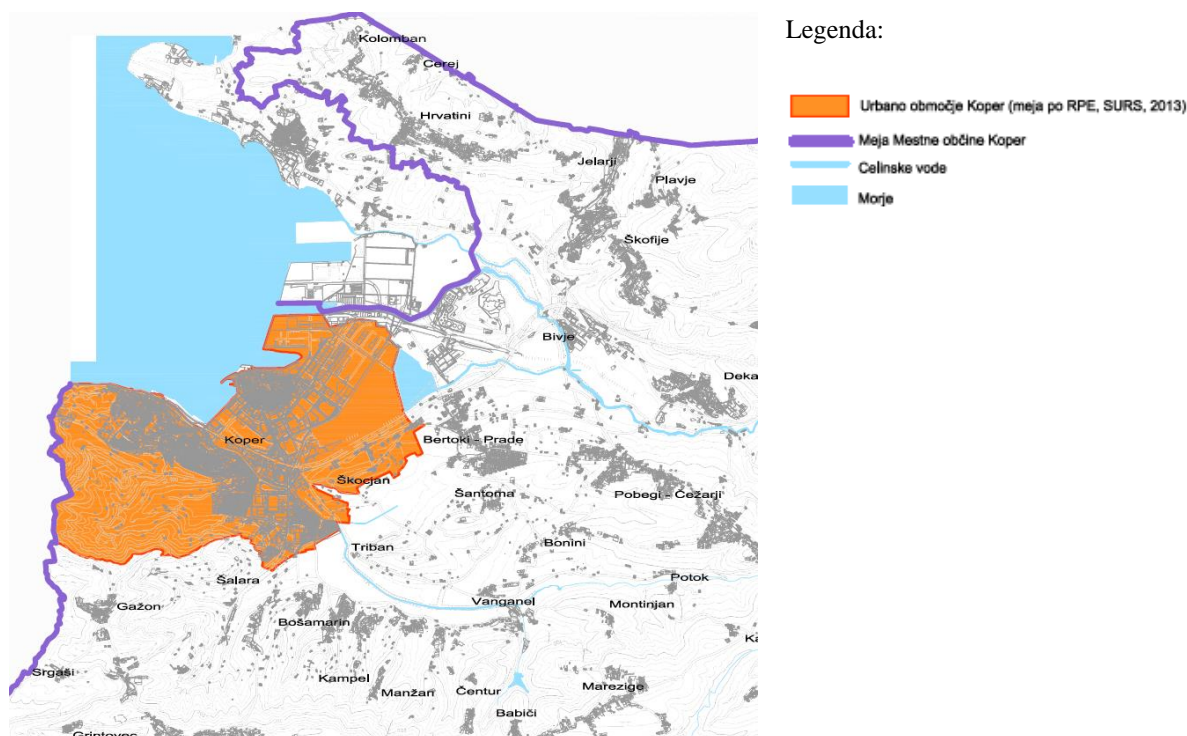 Legenda:
Urbano območje Koper (meja po RPE, SURS, 2013)
Meja Mestne občine Koper
Celinske vode
Morje
Kolomban
Cerej
Hrvatini
Jelarji
Plavje
Škofije
Bivje
Deka
Koper
Bertoki - Prade
Škocjan
Šantoma
Pobegi - Čežarji
Triban
Bonini
Šalara
Potok
Gažon
Vanganel
Montinjan
Bošamarin
Srgaši
Kampel
Manžan
Čentur
Marezige
Babiči
Grintovec